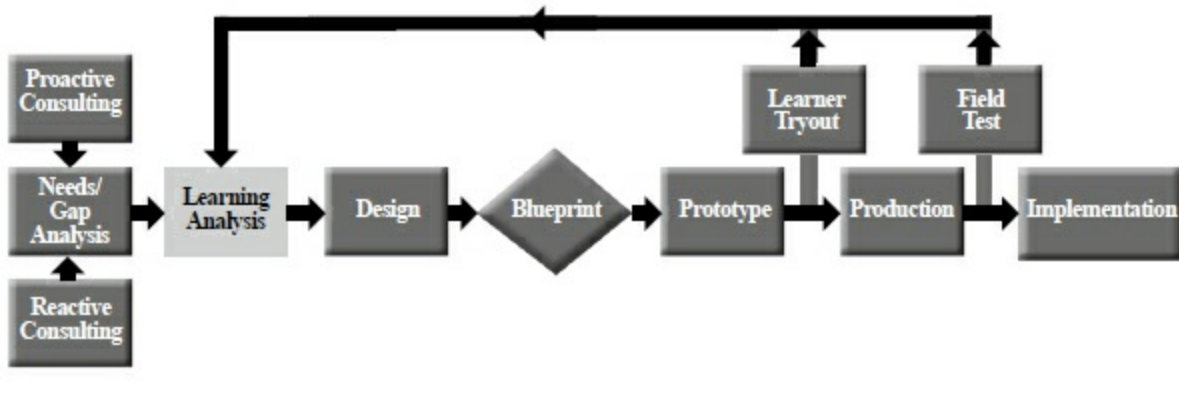 Proactive
Consulting
Needs/
Gap
Analysis
Reactive
Consulting
Learning
Analysis
Design
Blueprint
Prototype
Learner
Tryout
Production
Field
Test
Implementation